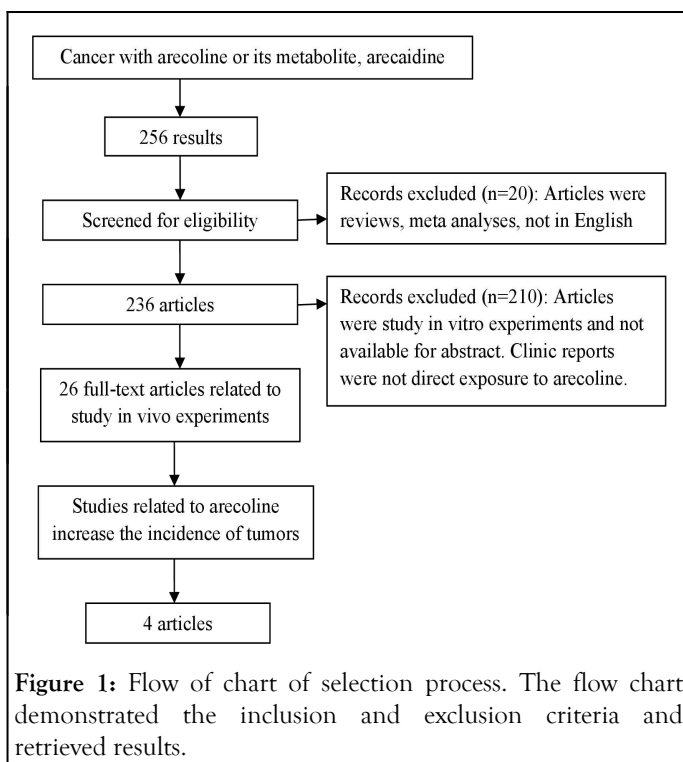 Cancer with arecoline or its metabolite, arecaidine
256 results
Screened for eligibility
Records excluded (n=20): Articles were
reviews, meta analyses, not in English
236 articles
Records excluded (n=210): Articles
were study in vitro experiments and not
available for abstract. Clinic reports
were not direct exposure to arecoline.
26 full-text articles related to
study in vivo experiments
Studies related to arecoline
increase the incidence of tumors
4 articles
Figure 1: Flow of chart of selection process. The flow chart
demonstrated the inclusion and exclusion criteria and
retrieved results.